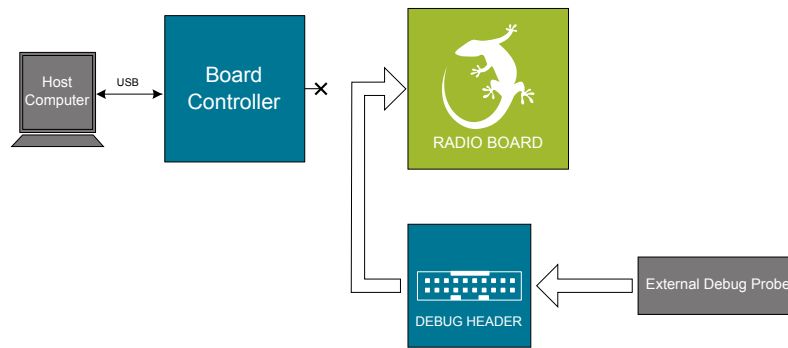 Host
Computer
USB
Board
Controller
RADIO BOARD
DEBUG HEADER
External Debug Probe